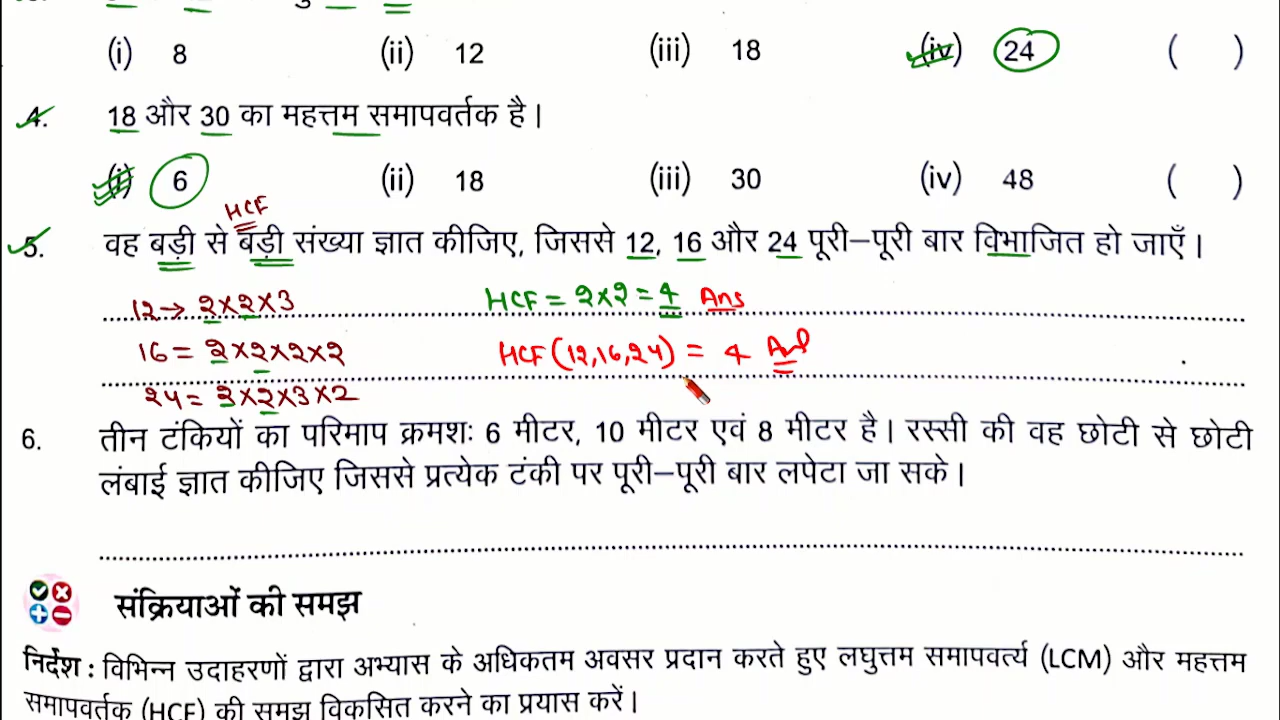 (i) 8 (ii) 12 (iii) 18 (iv) 24 ( )
4. 18 और 30 का महत्तम समापवर्तक है।
(i) 6 (ii) 18 (iii) 30 (iv) 48 ( )
HCF
5. वह बड़ी से बड़ी संख्या ज्ञात कीजिए, जिससे 12, 16 और 24 पूरी–पूरी बार विभाजित हो जाएँ।
12→ 2×2×3 HCF = 2×2 = 4 Ans
16 = 2×2×2×2 HCF (12,16,24) = 4 Ans
24 = 2×2×3×2
6. तीन टंकियों का परिमाप क्रमशः 6 मीटर, 10 मीटर एवं 8 मीटर है। रस्सी की वह छोटी से छोटी
लंबाई ज्ञात कीजिए जिससे प्रत्येक टंकी पर पूरी–पूरी बार लपेटा जा सके।
संक्रियाओं की समझ
निर्देश : विभिन्न उदाहरणों द्वारा अभ्यास के अधिकतम अवसर प्रदान करते हुए लघुत्तम समापवर्त्य (LCM) और महत्तम
समापवर्तक (HCF) की समझ विकसित करने का प्रयास करें।